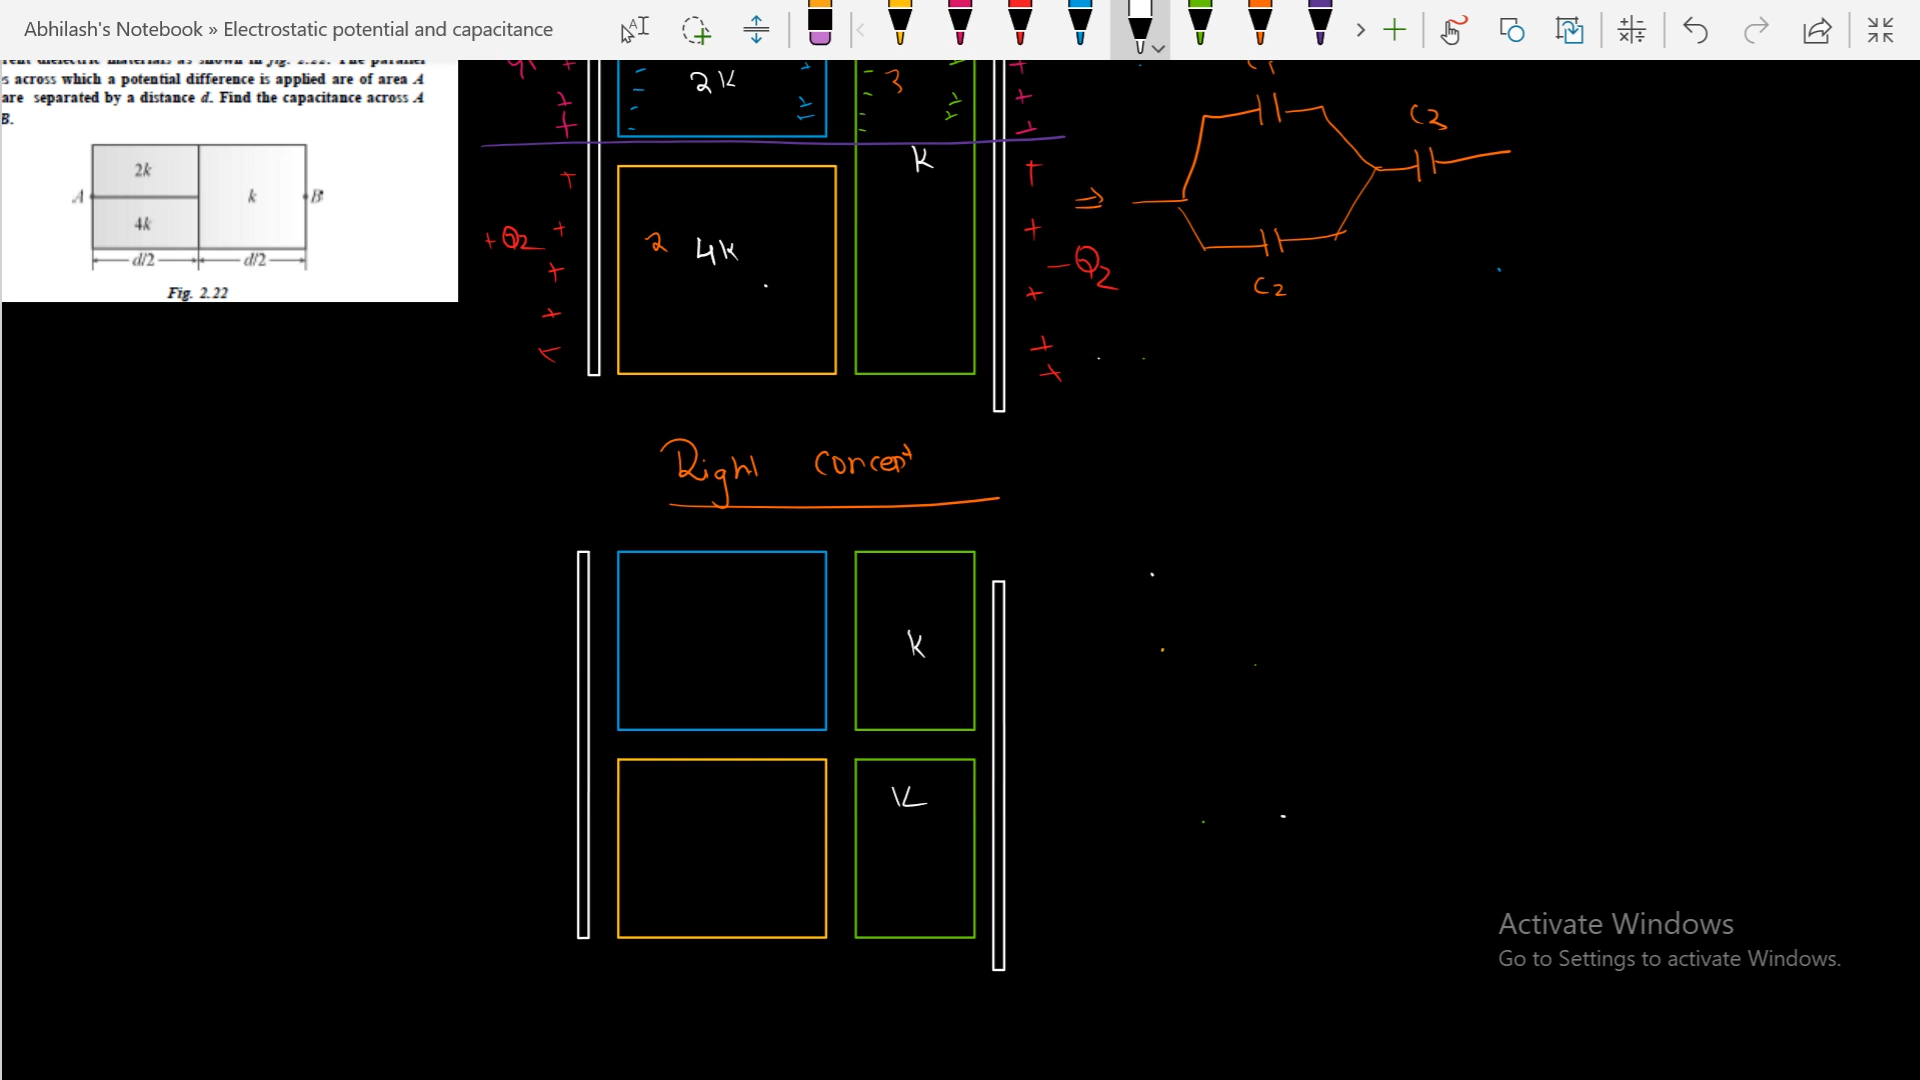 Abhilash's Notebook » Electrostatic potential and capacitance
s across which a potential difference is applied are of area A
are separated by a distance d. Find the capacitance across A
B.
2k
A
k
B
4k
d/2
d/2
Fig. 2.22
2K
3
K
+Q2
2
4K
-Q2
⇒
C3
C2
Right Concept
K
K
Activate Windows
Go to Settings to activate Windows.